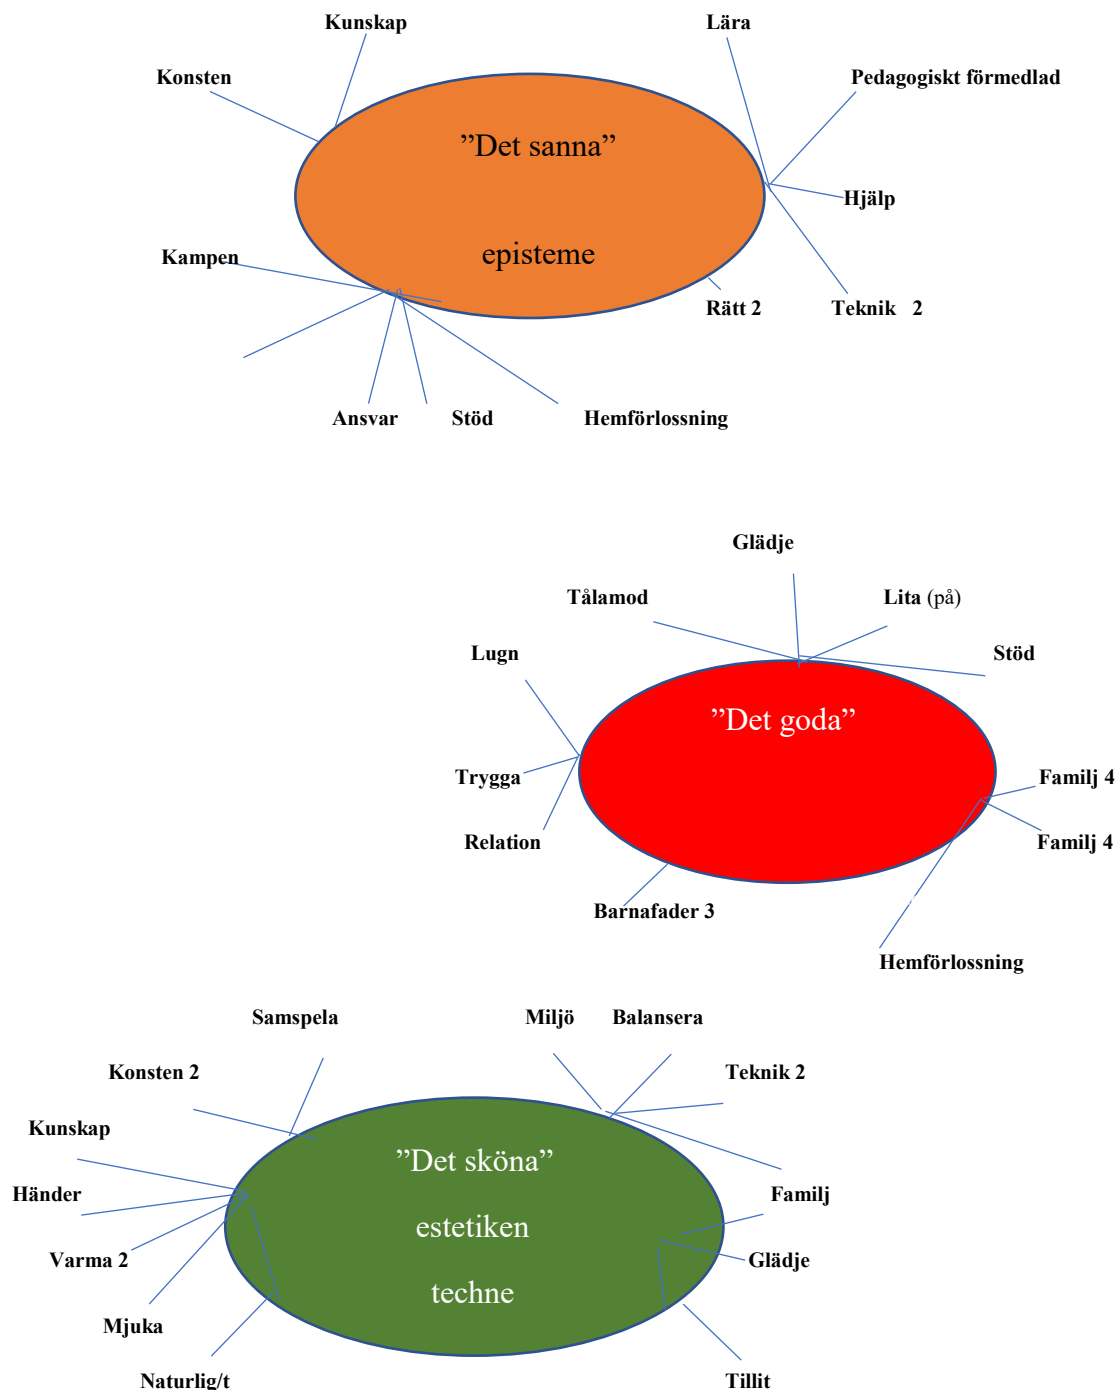 Kunskap
Lära
Konsten
Pedagogiskt förmedlad
”Det sanna”
Hjälp
episteme
Kampen
Rätt 2
Teknik 2
Ansvar
Stöd
Hemförlossning
Glädje
Tålamod
Lita (på)
Lugn
Stöd
”Det goda”
Trygga
Familj 4
Relation
Familj 4
Barnafader 3
Hemförlossning
Samspela
Miljö
Balansera
Konsten 2
Teknik 2
Kunskap
”Det sköna”
Händer
Familj
estetiken
Varma 2
Glädje
techne
Mjuka
Naturlig/t
Tillit